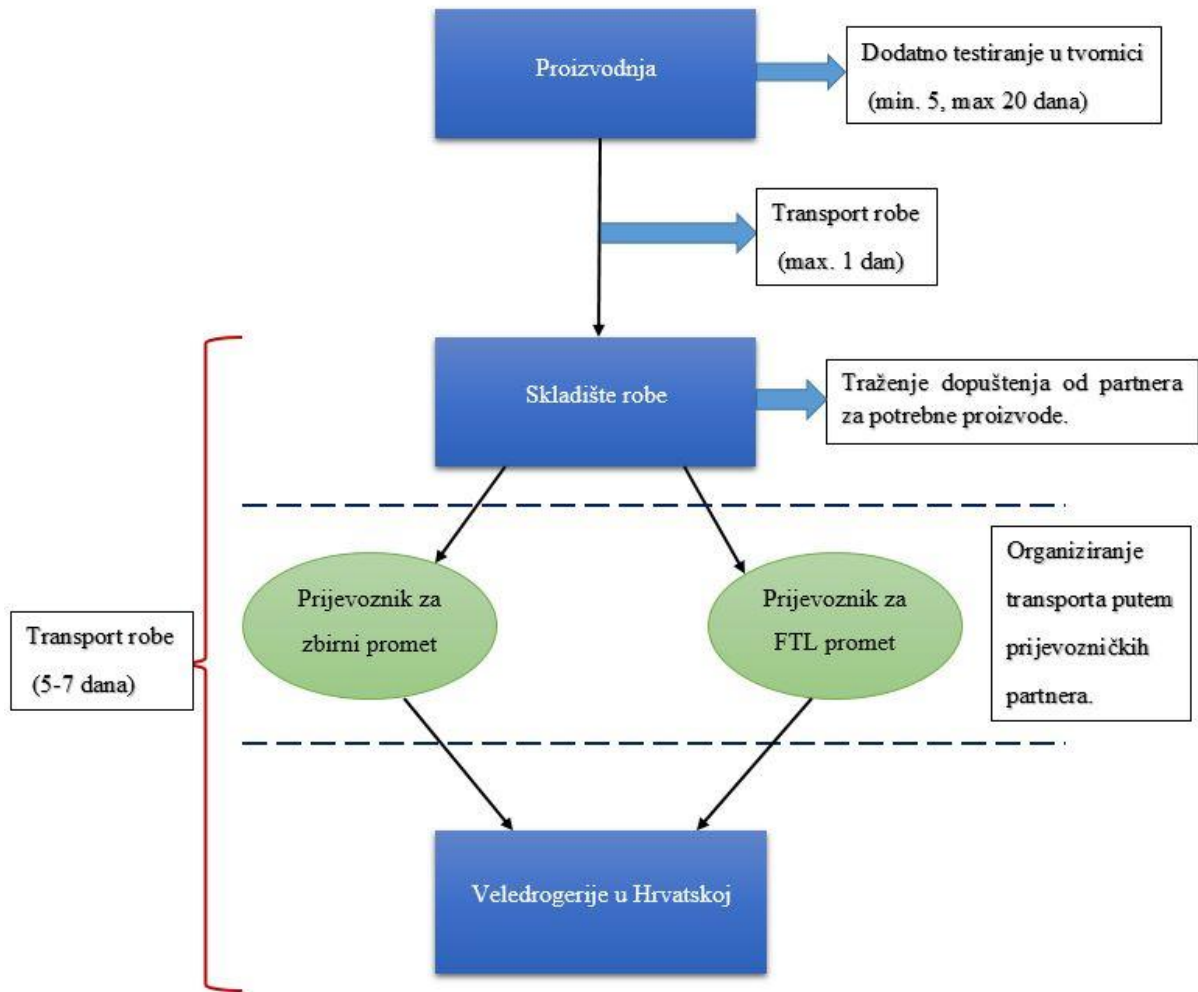 Proizvodnja
Dodatno testiranje u tvornici
(min. 5, max 20 dana)
Transport robe
(max. 1 dan)
Skladište robe
Traženje dopuštenja od partnera
za potrebne proizvode.
Prijevoznik za
zbirni promet
Prijevoznik za
FTL promet
Organiziranje
transporta putem
prijevozničkih
partnera.
Transport robe
(5-7 dana)
Veledrogerije u Hrvatskoj